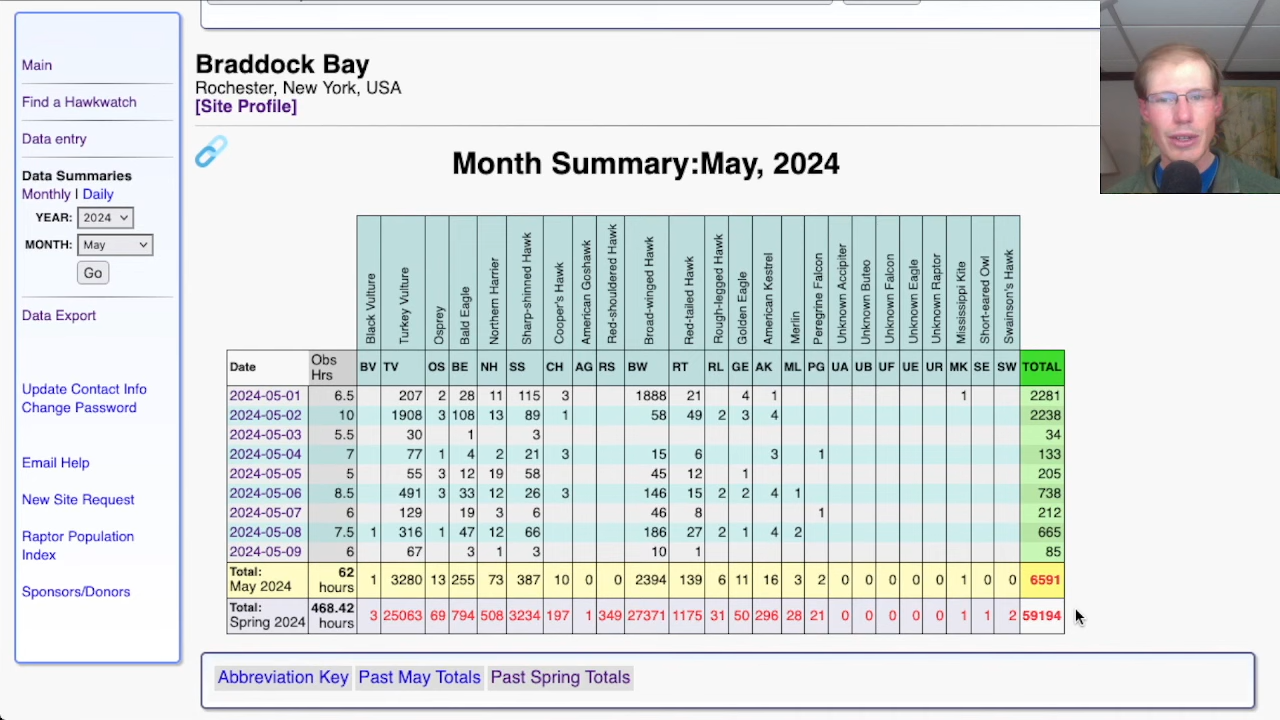 Main
Find a Hawkwatch
Data entry
Data Summaries
Monthly | Daily
YEAR: 2024
MONTH: May
Go
Data Export
Update Contact Info
Change Password
Email Help
New Site Request
Raptor Population
Index
Sponsors/Donors
Braddock Bay
Rochester, New York, USA
[Site Profile]
Month Summary:May, 2024
Black Vulture Turkey Vulture Osprey Bald Eagle Northern Harrier Sharp-shinned Hawk Cooper's Hawk American Goshawk Red-shouldered Hawk Broad-winged Hawk Red-tailed Hawk Rough-legged Hawk Golden Eagle American Kestrel Merlin Peregrine Falcon Unknown Accipiter Unknown Buteo Unknown Falcon Unknown Eagle Unknown Raptor Mississippi Kite Short-eared Owl Swainson's Hawk
Date Obs Hrs BV TV OS BE NH SS CH AG RS BW RT RL GE AK ML PG UA UB UF UE UR MK SE SW TOTAL
2024-05-01 6.5 207 2 28 11 115 3 1888 21 4 1 1 2281
2024-05-02 10 1908 3 108 13 89 1 58 49 2 3 4 2238
2024-05-03 5.5 30 1 3 34
2024-05-04 7 77 1 4 2 21 3 15 6 3 1 133
2024-05-05 5 55 3 12 19 58 45 12 1 205
2024-05-06 8.5 491 3 33 12 26 3 146 15 2 2 4 1 738
2024-05-07 6 129 19 3 6 46 8 1 212
2024-05-08 7.5 1 316 1 47 12 66 186 27 2 1 4 2 665
2024-05-09 6 67 3 1 3 10 1 85
Total: May 2024 62 hours 1 3280 13 255 73 387 10 0 0 2394 139 6 11 16 3 2 0 0 0 0 0 1 0 0 6591
Total: Spring 2024 468.42 hours 3 25063 69 794 508 3234 197 1 349 27371 1175 31 50 296 28 21 0 0 0 0 0 1 1 2 59194
Abbreviation Key Past May Totals Past Spring Totals